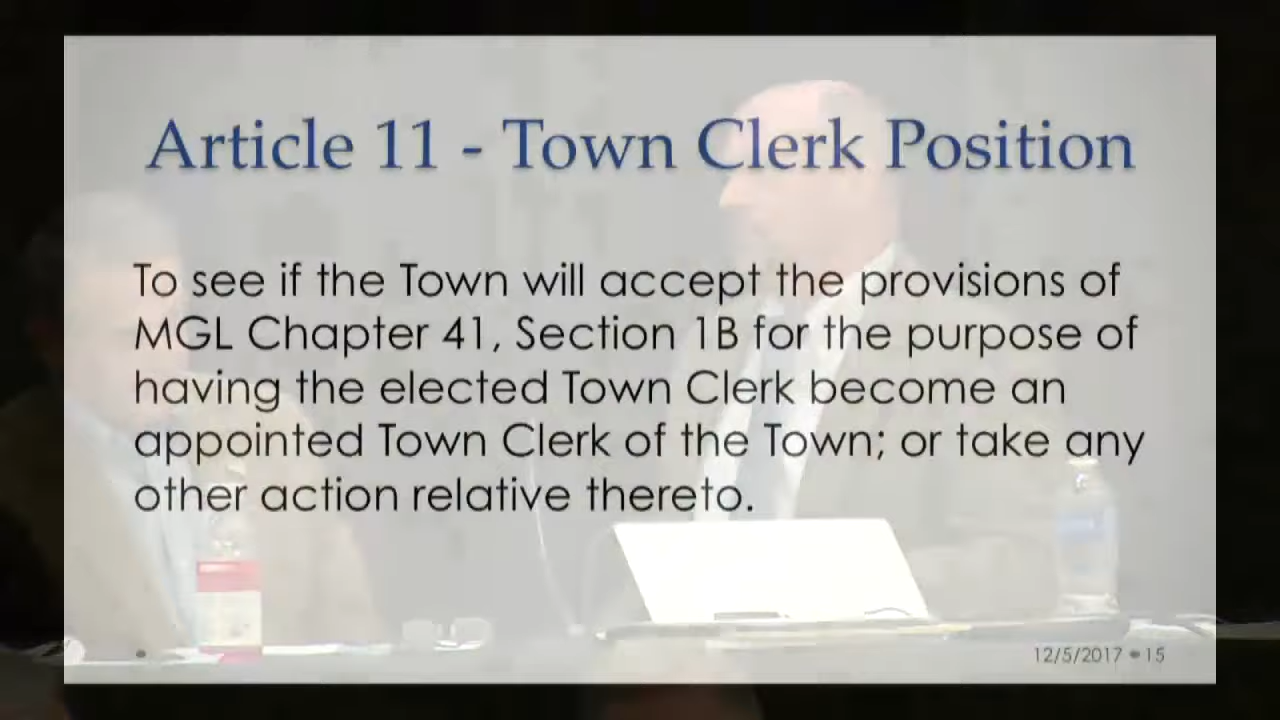 Article 11 - Town Clerk Position
To see if the Town will accept the provisions of
MGL Chapter 41, Section 1B for the purpose of
having the elected Town Clerk become an
appointed Town Clerk of the Town; or take any
other action relative thereto.
12/5/2017 • 15